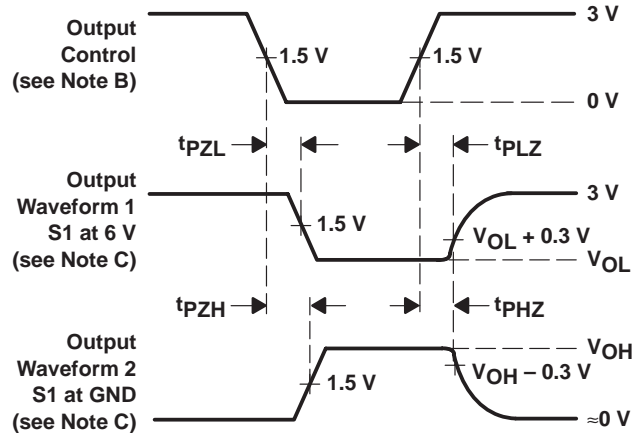 Output
Control
(see Note B)
1.5 V
1.5 V
3 V
0 V
tPZL
tPLZ
Output
Waveform 1
S1 at 6 V
(see Note C)
1.5 V
3 V
VOL + 0.3 V
VOL
tPZH
tPHZ
Output
Waveform 2
S1 at GND
(see Note C)
1.5 V
VOH
VOH − 0.3 V
≈0 V